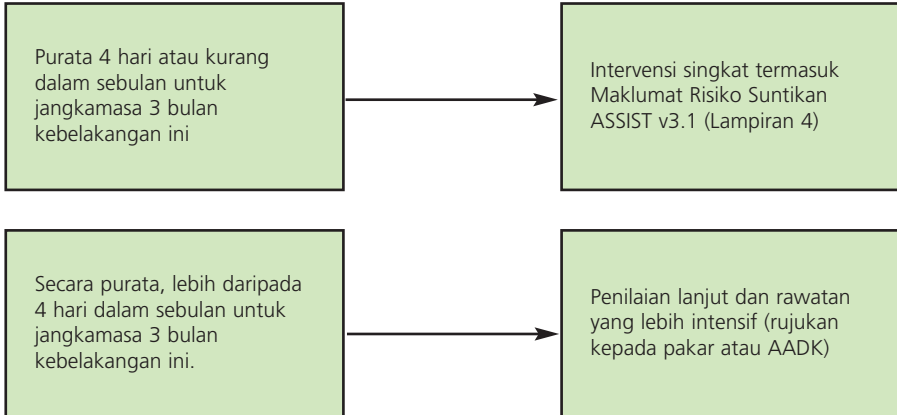 Purata 4 hari atau kurang
dalam sebulan untuk
jangkamasa 3 bulan
kebelakangan ini
Intervensi singkat termasuk
Maklumat Risiko Suntikan
ASSIST v3.1 (Lampiran 4)
Secara purata, lebih daripada
4 hari dalam sebulan untuk
jangkamasa 3 bulan
kebelakangan ini.
Penilaian lanjut dan rawatan
yang lebih intensif (rujukan
kepada pakar atau AADK)